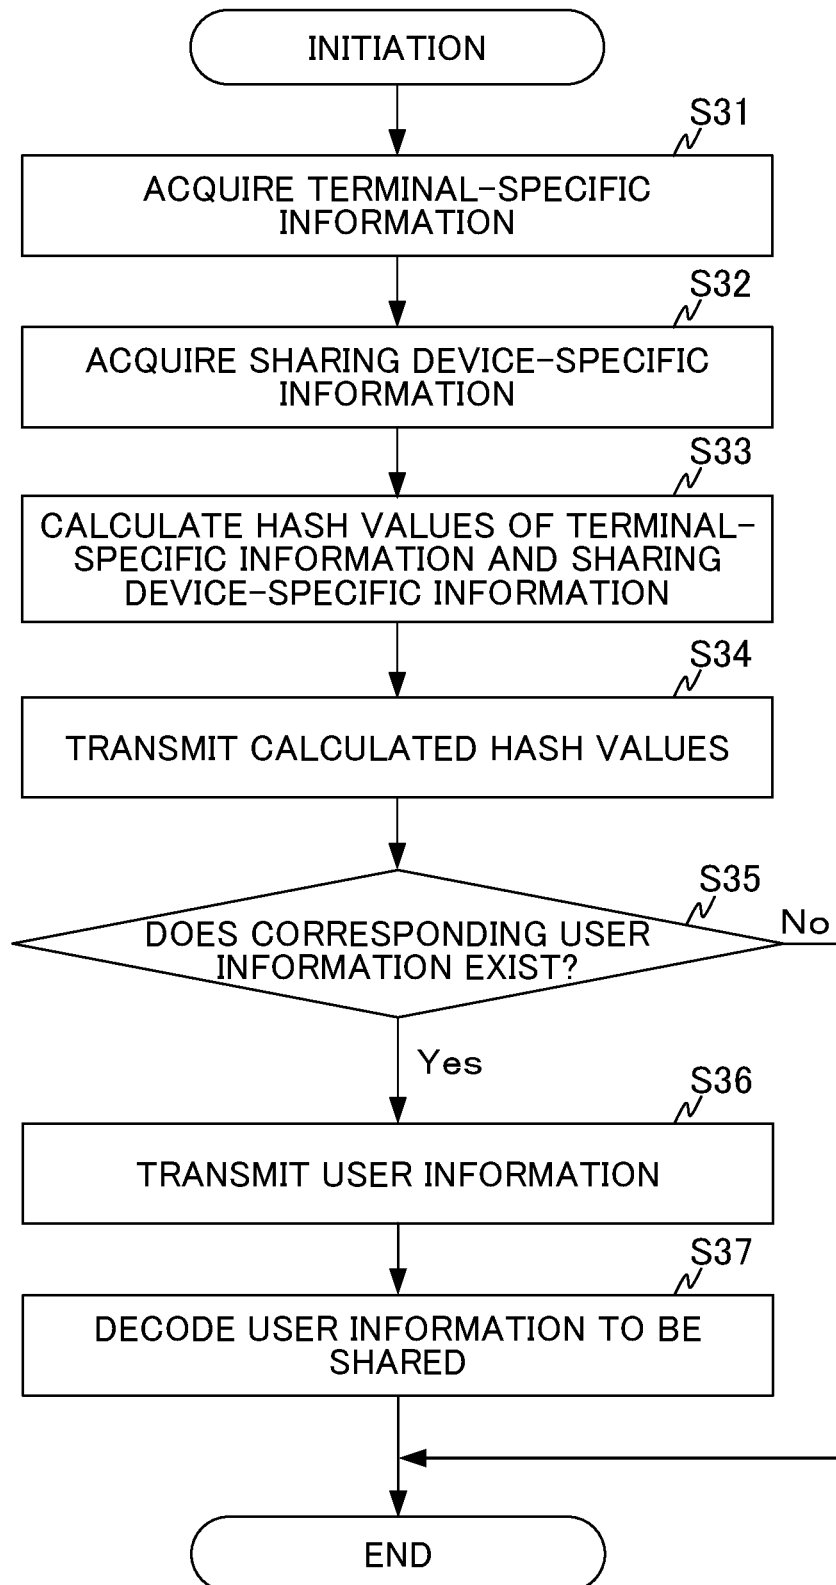 INITIATION
S31
ACQUIRE TERMINAL-SPECIFIC
INFORMATION
S32
ACQUIRE SHARING DEVICE-SPECIFIC
INFORMATION
S33
CALCULATE HASH VALUES OF TERMINAL-
SPECIFIC INFORMATION AND SHARING
DEVICE-SPECIFIC INFORMATION
S34
TRANSMIT CALCULATED HASH VALUES
S35
No
DOES CORRESPONDING USER
INFORMATION EXIST?
Yes
S36
TRANSMIT USER INFORMATION
S37
DECODE USER INFORMATION TO BE
SHARED
END